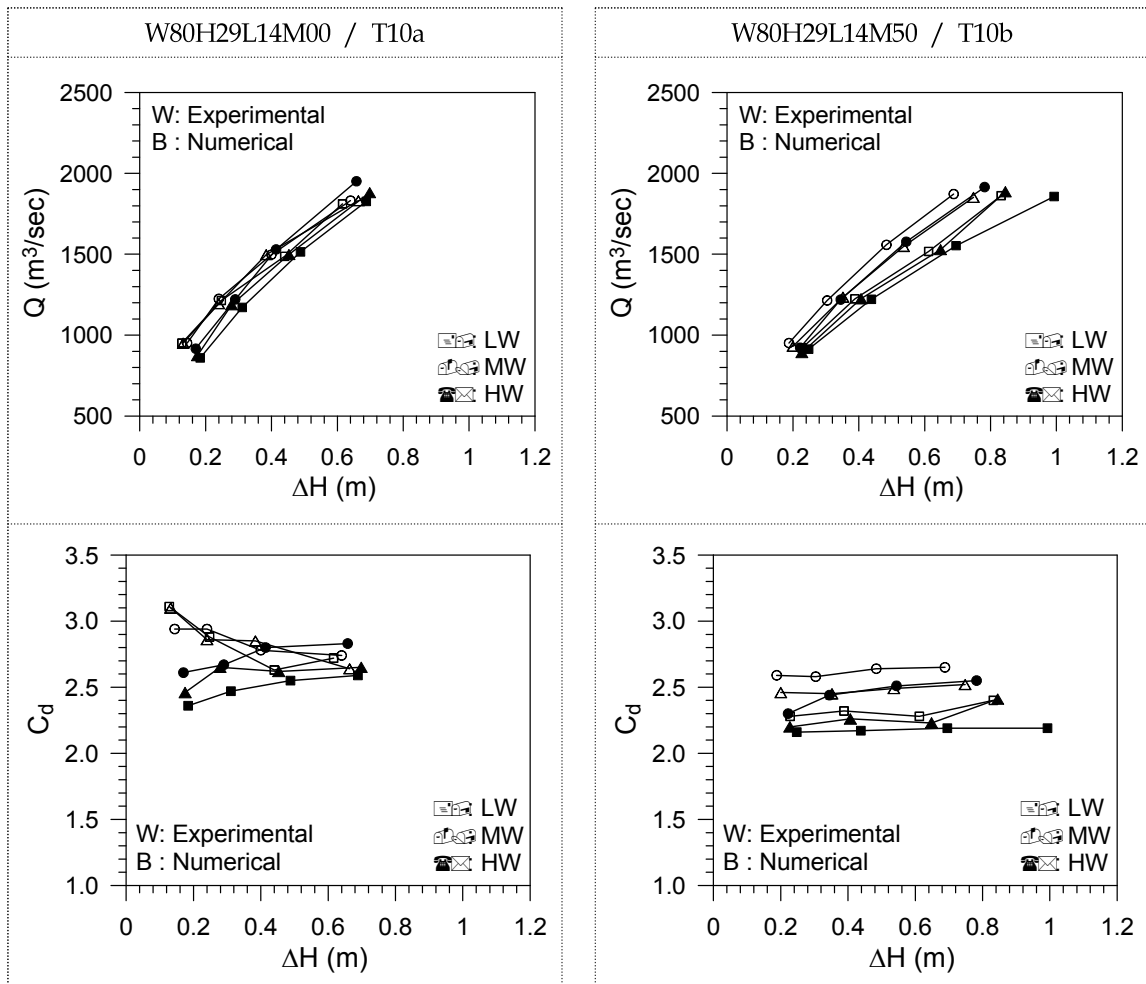 W80H29L14M00 / T10a
W80H29L14M50 / T10b
2500
2000
1500
1000
500
Q (m³/sec)
W: Experimental
B : Numerical
LW
MW
HW
0 0.2 0.4 0.6 0.8 1 1.2
ΔH (m)
2500
2000
1500
1000
500
Q (m³/sec)
W: Experimental
B : Numerical
LW
MW
HW
0 0.2 0.4 0.6 0.8 1 1.2
ΔH (m)
3.5
3.0
2.5
2.0
1.5
1.0
C_d
LW
W: Experimental
MW
B : Numerical
HW
0 0.2 0.4 0.6 0.8 1 1.2
ΔH (m)
3.5
3.0
2.5
2.0
1.5
1.0
C_d
LW
W: Experimental
MW
B : Numerical
HW
0 0.2 0.4 0.6 0.8 1 1.2
ΔH (m)